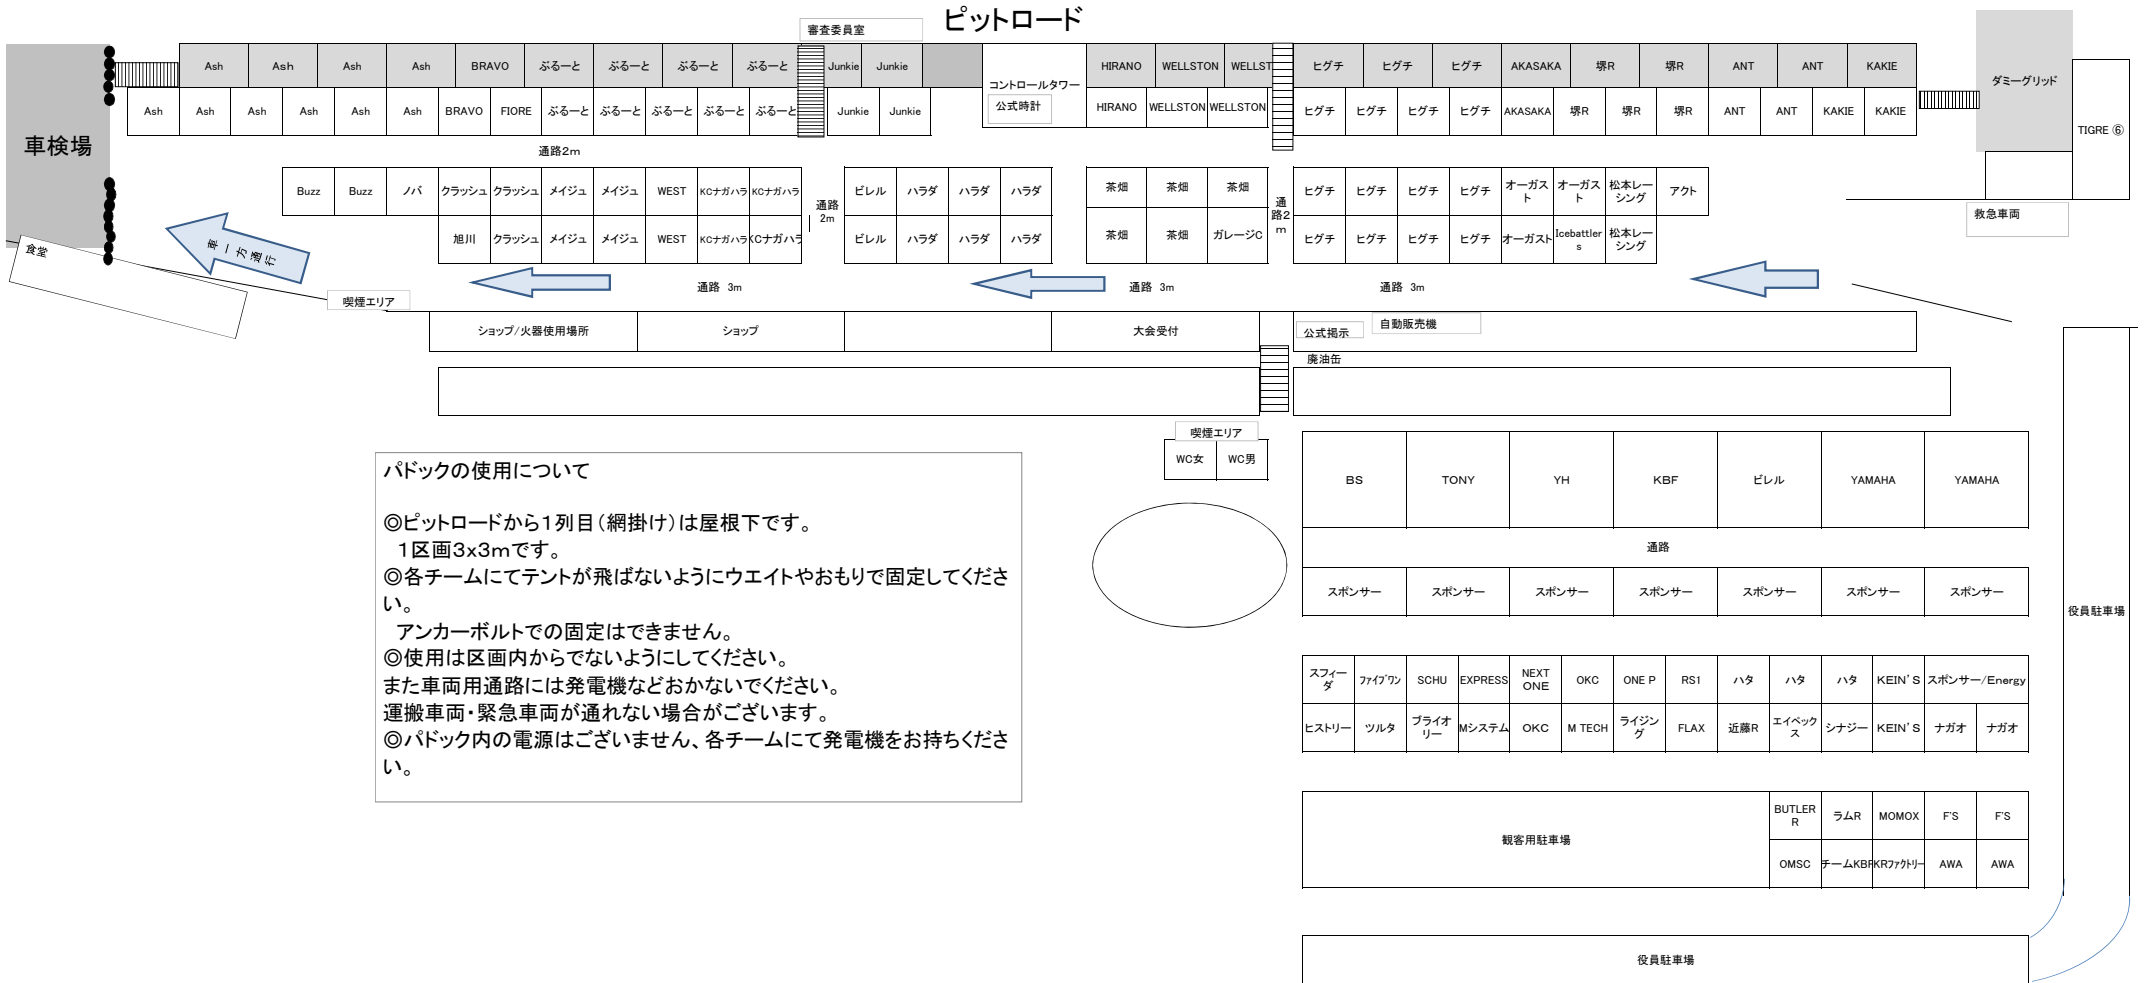 ピットロード
審査委員室
Ash Ash Ash Ash BRAVO ぶるーと ぶるーと ぶるーと ぶるーと Junkie Junkie
コントロールタワー
公式時計
HIRANO WELLSTON WELLST ヒグチ ヒグチ ヒグチ AKASAKA 堺R 堺R ANT ANT KAKIE
ダミーグリッド
Ash Ash Ash Ash Ash Ash BRAVO FIORE ぶるーと ぶるーと ぶるーと ぶるーと ぶるーと Junkie Junkie
HIRANO WELLSTON WELLSTON ヒグチ ヒグチ ヒグチ ヒグチ AKASAKA 堺R 堺R 堺R ANT ANT KAKIE KAKIE
TIGRE ⑥
車検場
通路2m
Buzz Buzz ノバ クラッシュ クラッシュ メイジュ メイジュ WEST KCナガハラ KCナガハラ
通路
2m
ビレル ハラダ ハラダ ハラダ
茶畑 茶畑 茶畑
通
路2
m
ヒグチ ヒグチ ヒグチ ヒグチ オーガス
ト
オーガス
ト
松本レー
シング
アクト
救急車両
旭川 クラッシュ メイジュ メイジュ WEST KCナガハラ KCナガハラ
ビレル ハラダ ハラダ ハラダ
茶畑 茶畑 ガレージC
ヒグチ ヒグチ ヒグチ ヒグチ オーガスト
Icebattler
s
松本レー
シング
車一方通行
食堂
喫煙エリア
通路 3m
通路 3m
通路 3m
ショップ/火器使用場所 ショップ 大会受付
公式掲示
自動販売機
廃油缶
喫煙エリア
WC女 WC男
BS TONY YH KBF ビレル YAMAHA YAMAHA
通路
スポンサー スポンサー スポンサー スポンサー スポンサー スポンサー スポンサー
役員駐車場
スフィー
ダ
ファイブワン SCHU EXPRESS
NEXT
ONE
OKC ONE P RS1 ハタ ハタ ハタ KEIN'S スポンサー/Energy
ヒストリー ツルタ
ブライオ
リー
Mシステム OKC M TECH
ライジン
グ
FLAX 近藤R
エイペック
ス
シナジー KEIN'S ナガオ ナガオ
観客用駐車場
BUTLER
R
ラムR MOMOX F'S F'S
OMSC チームKBF KRファクトリー AWA AWA
役員駐車場
パドックの使用について
◎ピットロードから1列目(網掛け)は屋根下です。
1区画3x3mです。
◎各チームにてテントが飛ばないようにウエイトやおもりで固定してくださ
い。
アンカーボルトでの固定はできません。
◎使用は区画内からでないようにしてください。
また車両用通路には発電機などおかないでください。
運搬車両・緊急車両が通れない場合がございます。
◎パドック内の電源はございません、各チームにて発電機をお持ちくださ
い。